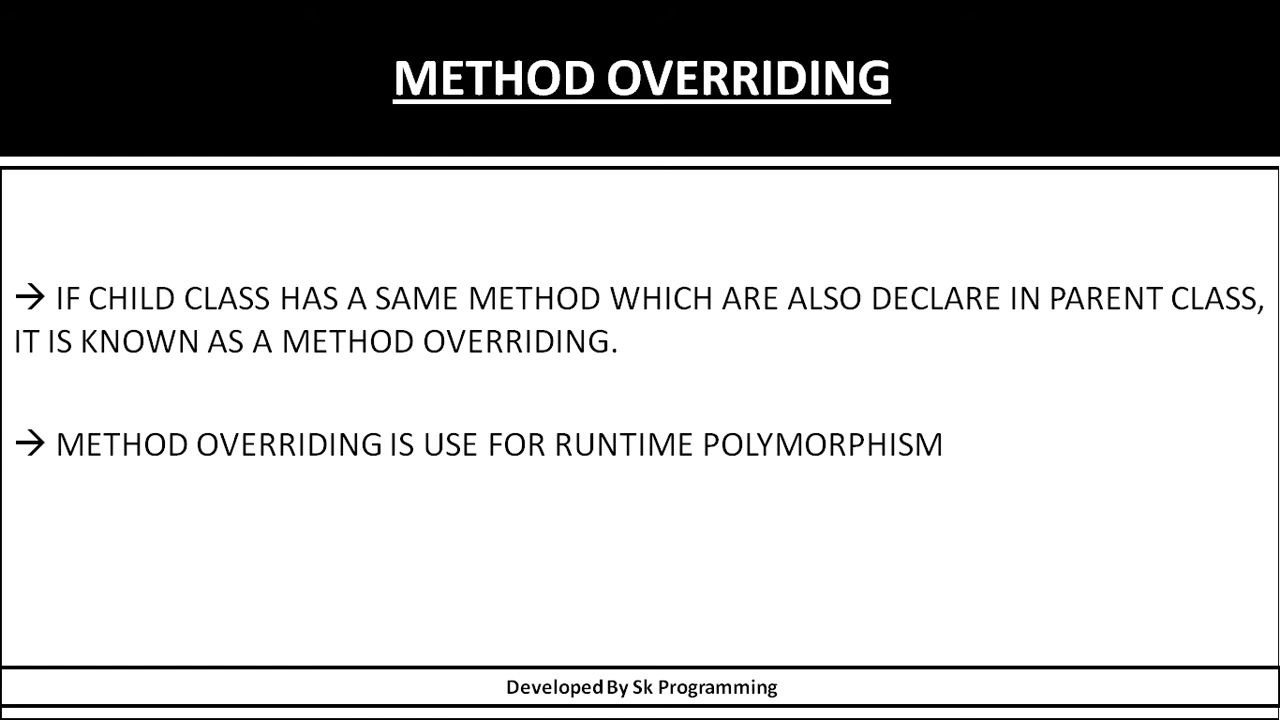 METHOD OVERRIDING
→ IF CHILD CLASS HAS A SAME METHOD WHICH ARE ALSO DECLARE IN PARENT CLASS,
IT IS KNOWN AS A METHOD OVERRIDING.
→ METHOD OVERRIDING IS USE FOR RUNTIME POLYMORPHISM
Developed By Sk Programming